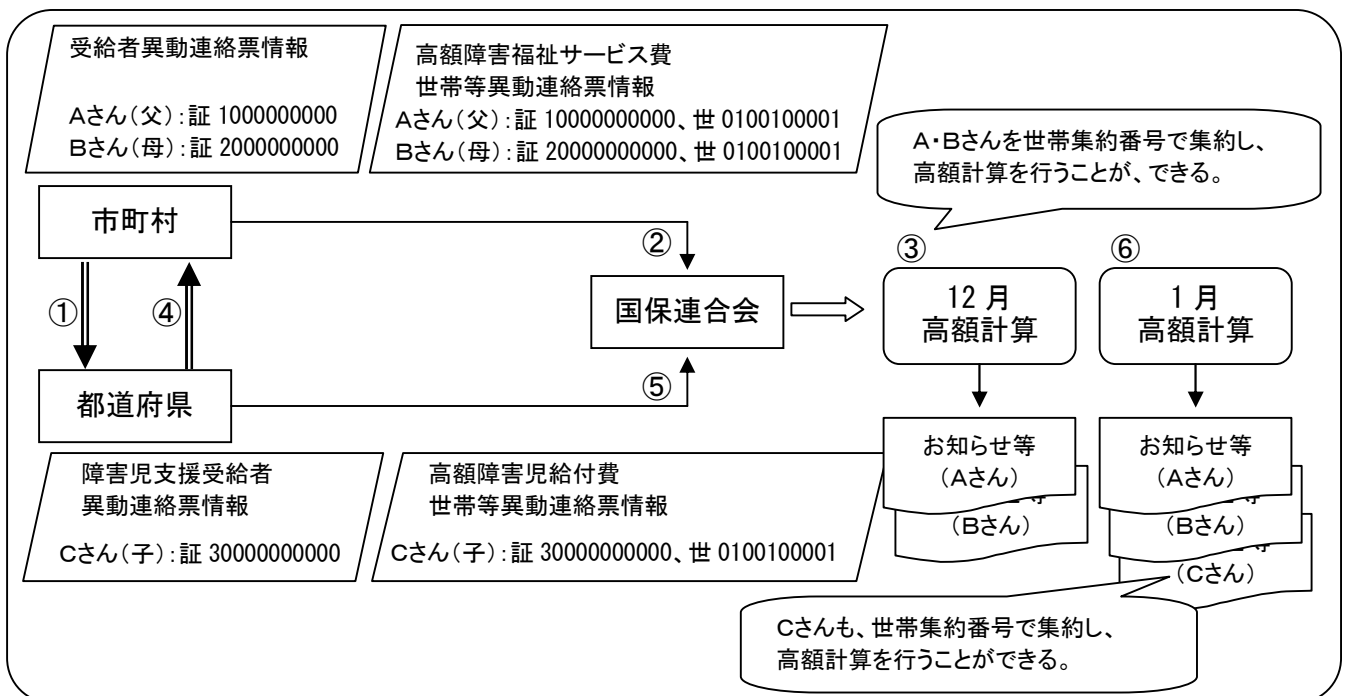 受給者異動連絡票情報
Aさん(父):証 1000000000
Bさん(母):証 2000000000
高額障害福祉サービス費
世帯等異動連絡票情報
Aさん(父):証 10000000000、世 0100100001
Bさん(母):証 20000000000、世 0100100001
A・Bさんを世帯集約番号で集約し、
高額計算を行うことが、できる。
市町村
②
③
⑥
①
④
国保連合会
12 月
高額計算
1 月
高額計算
都道府県
⑤
障害児支援受給者
異動連絡票情報
Cさん(子):証 30000000000
高額障害児給付費
世帯等異動連絡票情報
Cさん(子):証 30000000000、世 0100100001
お知らせ等
(Aさん)
(Bさん)
お知らせ等
(Aさん)
(Bさん)
(Cさん)
Cさんも、世帯集約番号で集約し、
高額計算を行うことができる。